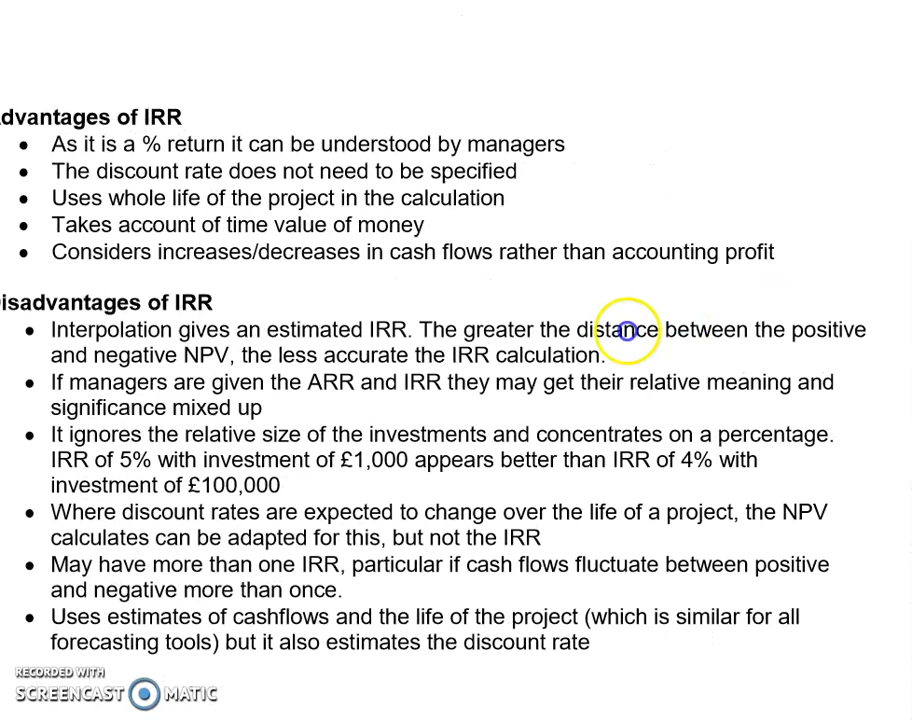 dvantages of IRR
As it is a % return it can be understood by managers
The discount rate does not need to be specified
Uses whole life of the project in the calculation
Takes account of time value of money
Considers increases/decreases in cash flows rather than accounting profit
isadvantages of IRR
Interpolation gives an estimated IRR. The greater the distance between the positive
and negative NPV, the less accurate the IRR calculation.
If managers are given the ARR and IRR they may get their relative meaning and
significance mixed up
It ignores the relative size of the investments and concentrates on a percentage.
IRR of 5% with investment of £1,000 appears better than IRR of 4% with
investment of £100,000
Where discount rates are expected to change over the life of a project, the NPV
calculates can be adapted for this, but not the IRR
May have more than one IRR, particular if cash flows fluctuate between positive
and negative more than once.
Uses estimates of cashflows and the life of the project (which is similar for all
forecasting tools) but it also estimates the discount rate
RECORDED WITH
SCREENCAST MATIC